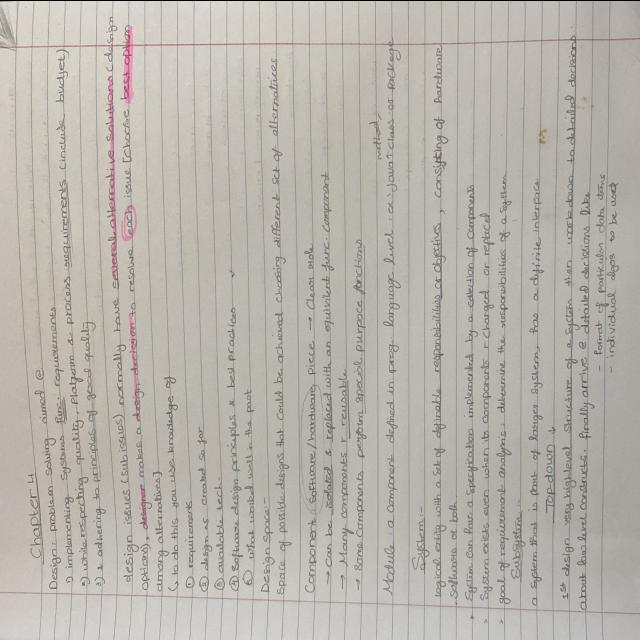 Chapter 4
Design: problem solving aimed @
1) implementing systems func. requirements
2) while respecting quality, Platform & process requirements (include budget)
3) & adhering to principles of good quality
design issues (sub issues) normally have several alternative solutions (design
options), designer makes a design decision to resolve each issue [choose best option
among alternatives]
↳ to do this you use knowledge of
① requirements
② design as created so far
③ available tech.
④ software design principles & best practices
⑤ what worked well in the past
Design Space:-
Space of possible designs that could be achieved choosing different set of alternatives
Component: Software/hardware piece → Clear role
→ Can be isolated & replaced with an equivalent func. component
→ Many components r reusable
→ Some components perform special purpose functions
Module: a component defined in prog. language level: ex Java? class or package
method,
System:-
logical entity with a set of definable responsibilities or objectives, consisting of hardware
software or both
System can have a specification implemented by a collection of components
System exists even when its components r changed or replaced
goal of requirement analysis: determine the responsibilities of a system
Subsystem
a system that is part of larger system, has a definite interface
Top down ↓
1st design very high level structure of a system then work down to detailed decisions
about low level constructs, finally arrive @ detailed decisions like
- Format of particular data items
- individual algos to be used